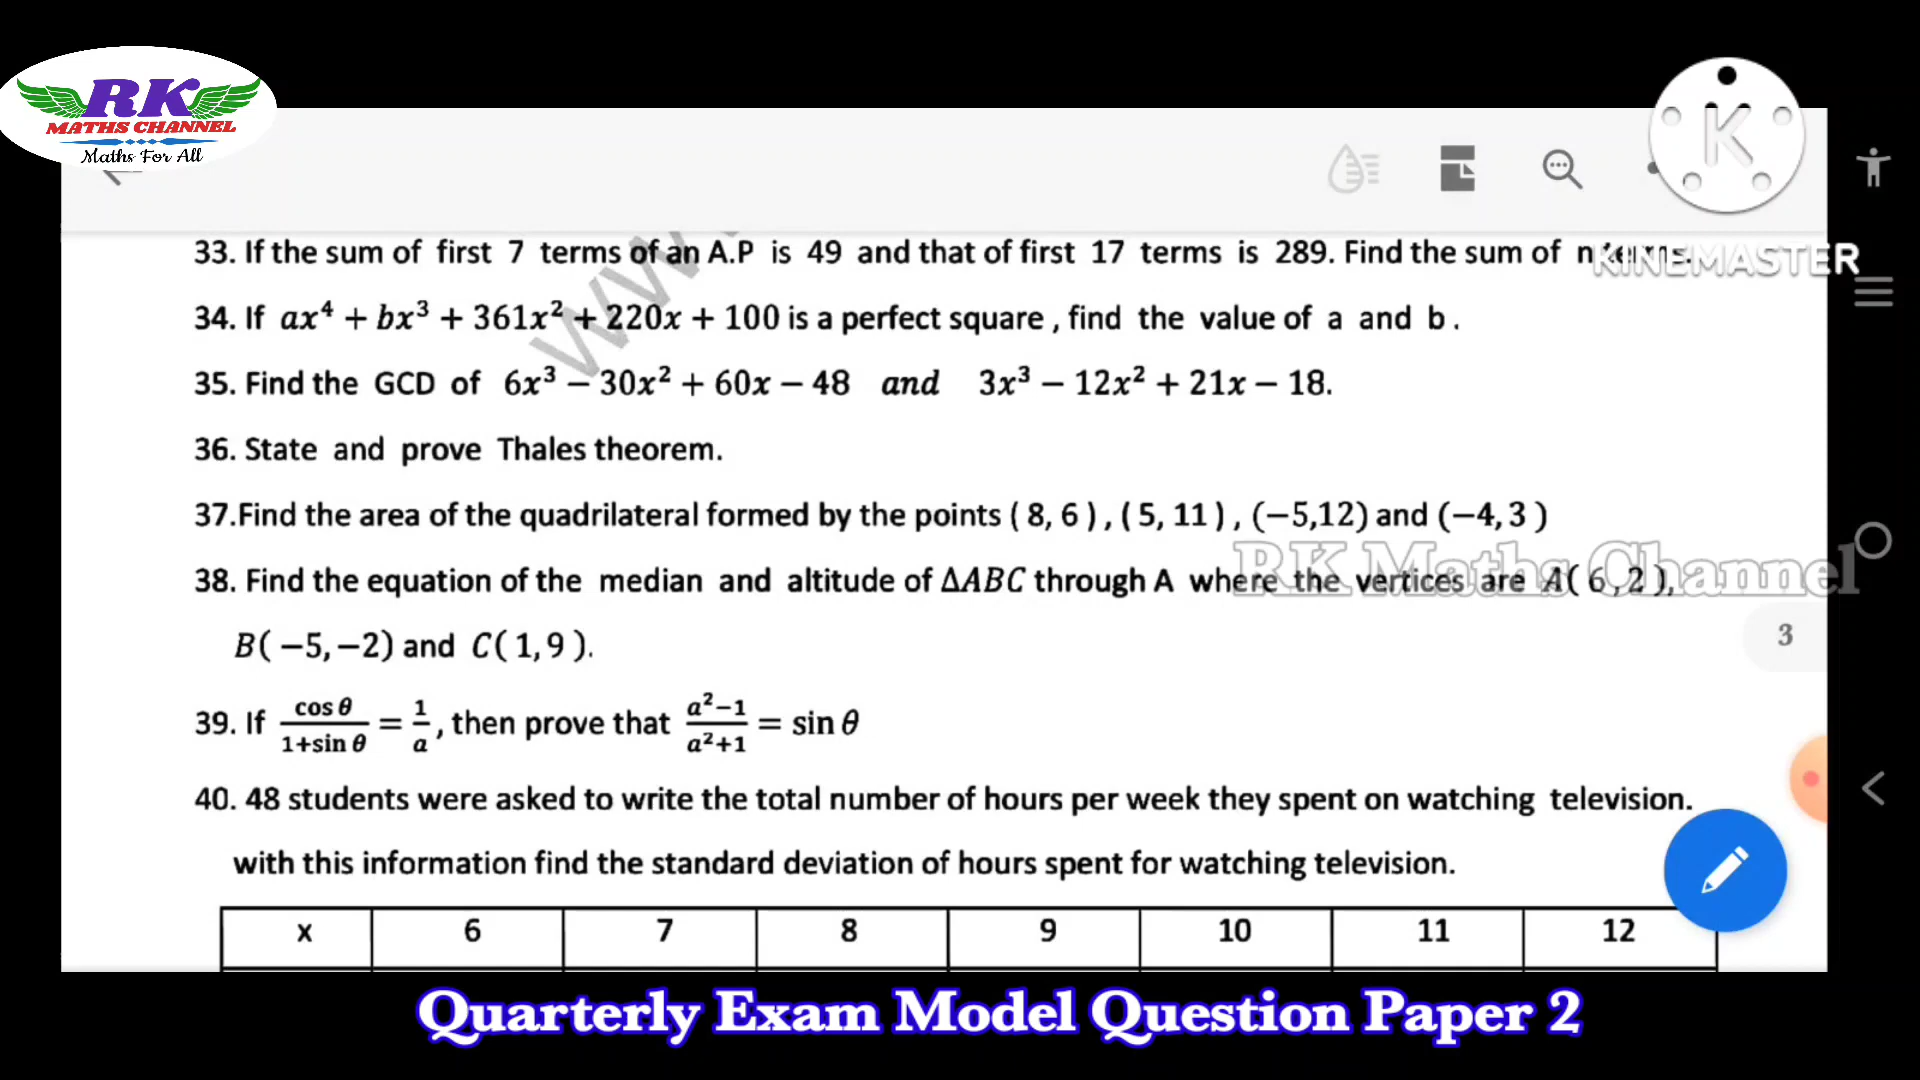 RK
MATHS CHANNEL
Maths For All
K
KINEMASTER
33. If the sum of first 7 terms of an A.P is 49 and that of first 17 terms is 289. Find the sum of n terms.
34. If ax⁴ + bx³ + 361x² + 220x + 100 is a perfect square , find the value of a and b .
35. Find the GCD of 6x³ − 30x² + 60x − 48 and 3x³ − 12x² + 21x − 18.
36. State and prove Thales theorem.
37.Find the area of the quadrilateral formed by the points ( 8, 6 ) , ( 5, 11 ) , (−5,12) and (−4, 3 )
RK Maths Channel
38. Find the equation of the median and altitude of ΔABC through A where the vertices are A( 6 ,2 ),
B( −5, −2) and C( 1, 9 ).
3
39. If cos θ / 1+sin θ = 1/a , then prove that a²−1 / a²+1 = sin θ
40. 48 students were asked to write the total number of hours per week they spent on watching television.
with this information find the standard deviation of hours spent for watching television.
x 6 7 8 9 10 11 12
Quarterly Exam Model Question Paper 2